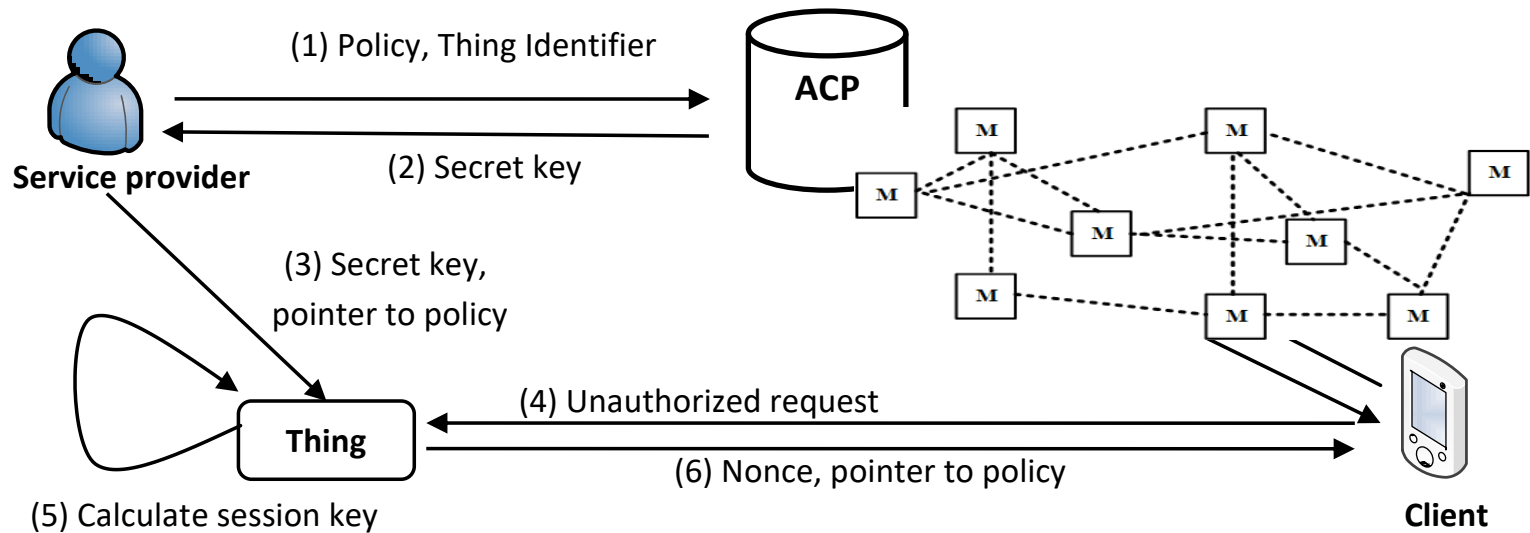 (1) Policy, Thing Identifier
ACP
(2) Secret key
Service provider
M
M
M
M
M
M
M
M
M
(3) Secret key,
pointer to policy
(4) Unauthorized request
Thing
(6) Nonce, pointer to policy
(5) Calculate session key
Client